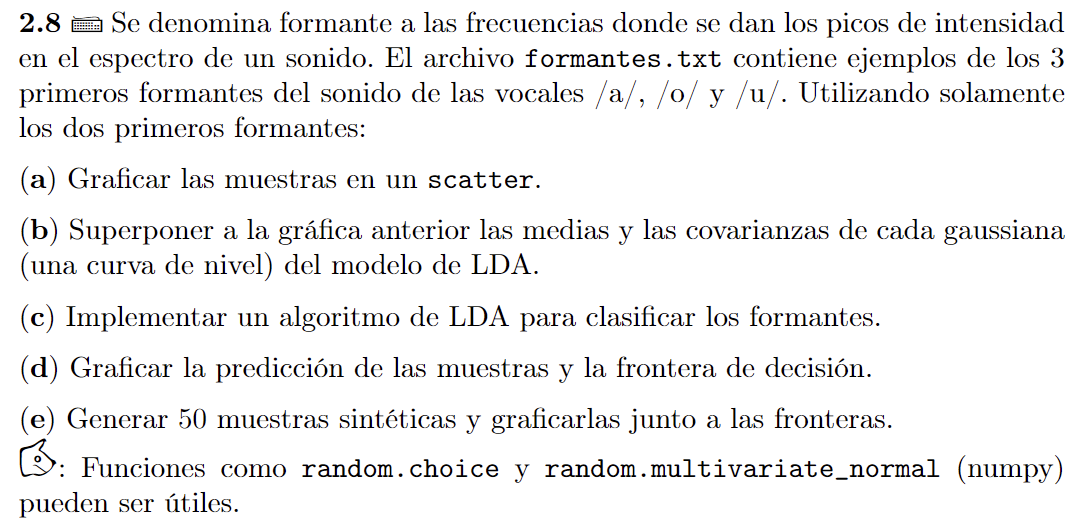 2.8 Se denomina formante a las frecuencias donde se dan los picos de intensidad
en el espectro de un sonido. El archivo formantes.txt contiene ejemplos de los 3
primeros formantes del sonido de las vocales /a/, /o/ y /u/. Utilizando solamente
los dos primeros formantes:
(a) Graficar las muestras en un scatter.
(b) Superponer a la gráfica anterior las medias y las covarianzas de cada gaussiana
(una curva de nivel) del modelo de LDA.
(c) Implementar un algoritmo de LDA para clasificar los formantes.
(d) Graficar la predicción de las muestras y la frontera de decisión.
(e) Generar 50 muestras sintéticas y graficarlas junto a las fronteras.
: Funciones como random.choice y random.multivariate_normal (numpy)
pueden ser útiles.